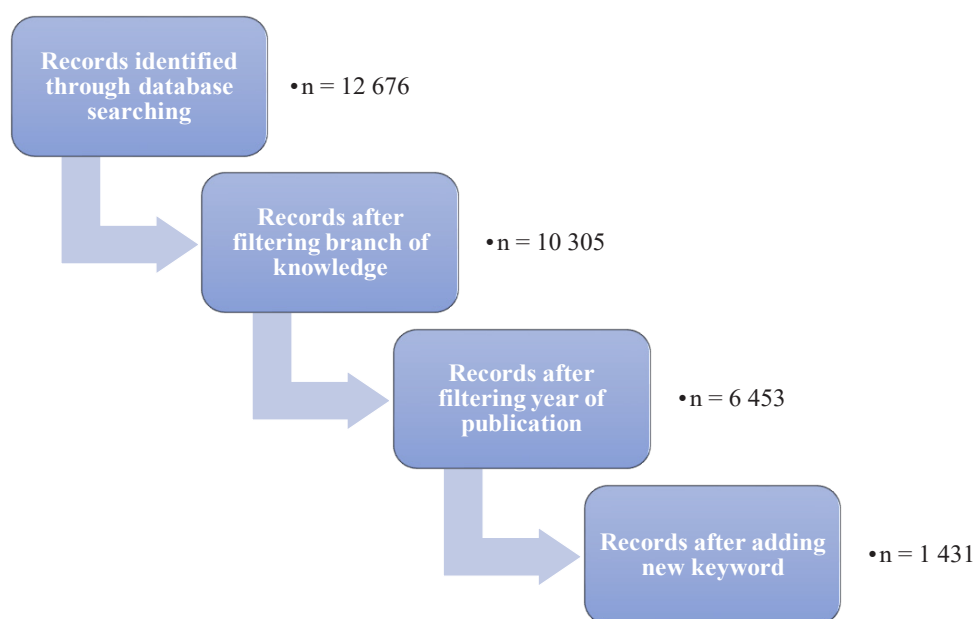 Records identified
through database
searching
•n = 12 676
Records after
filtering branch of
knowledge
•n = 10 305
Records after
filtering year of
publication
•n = 6 453
Records after adding
new keyword
•n = 1 431